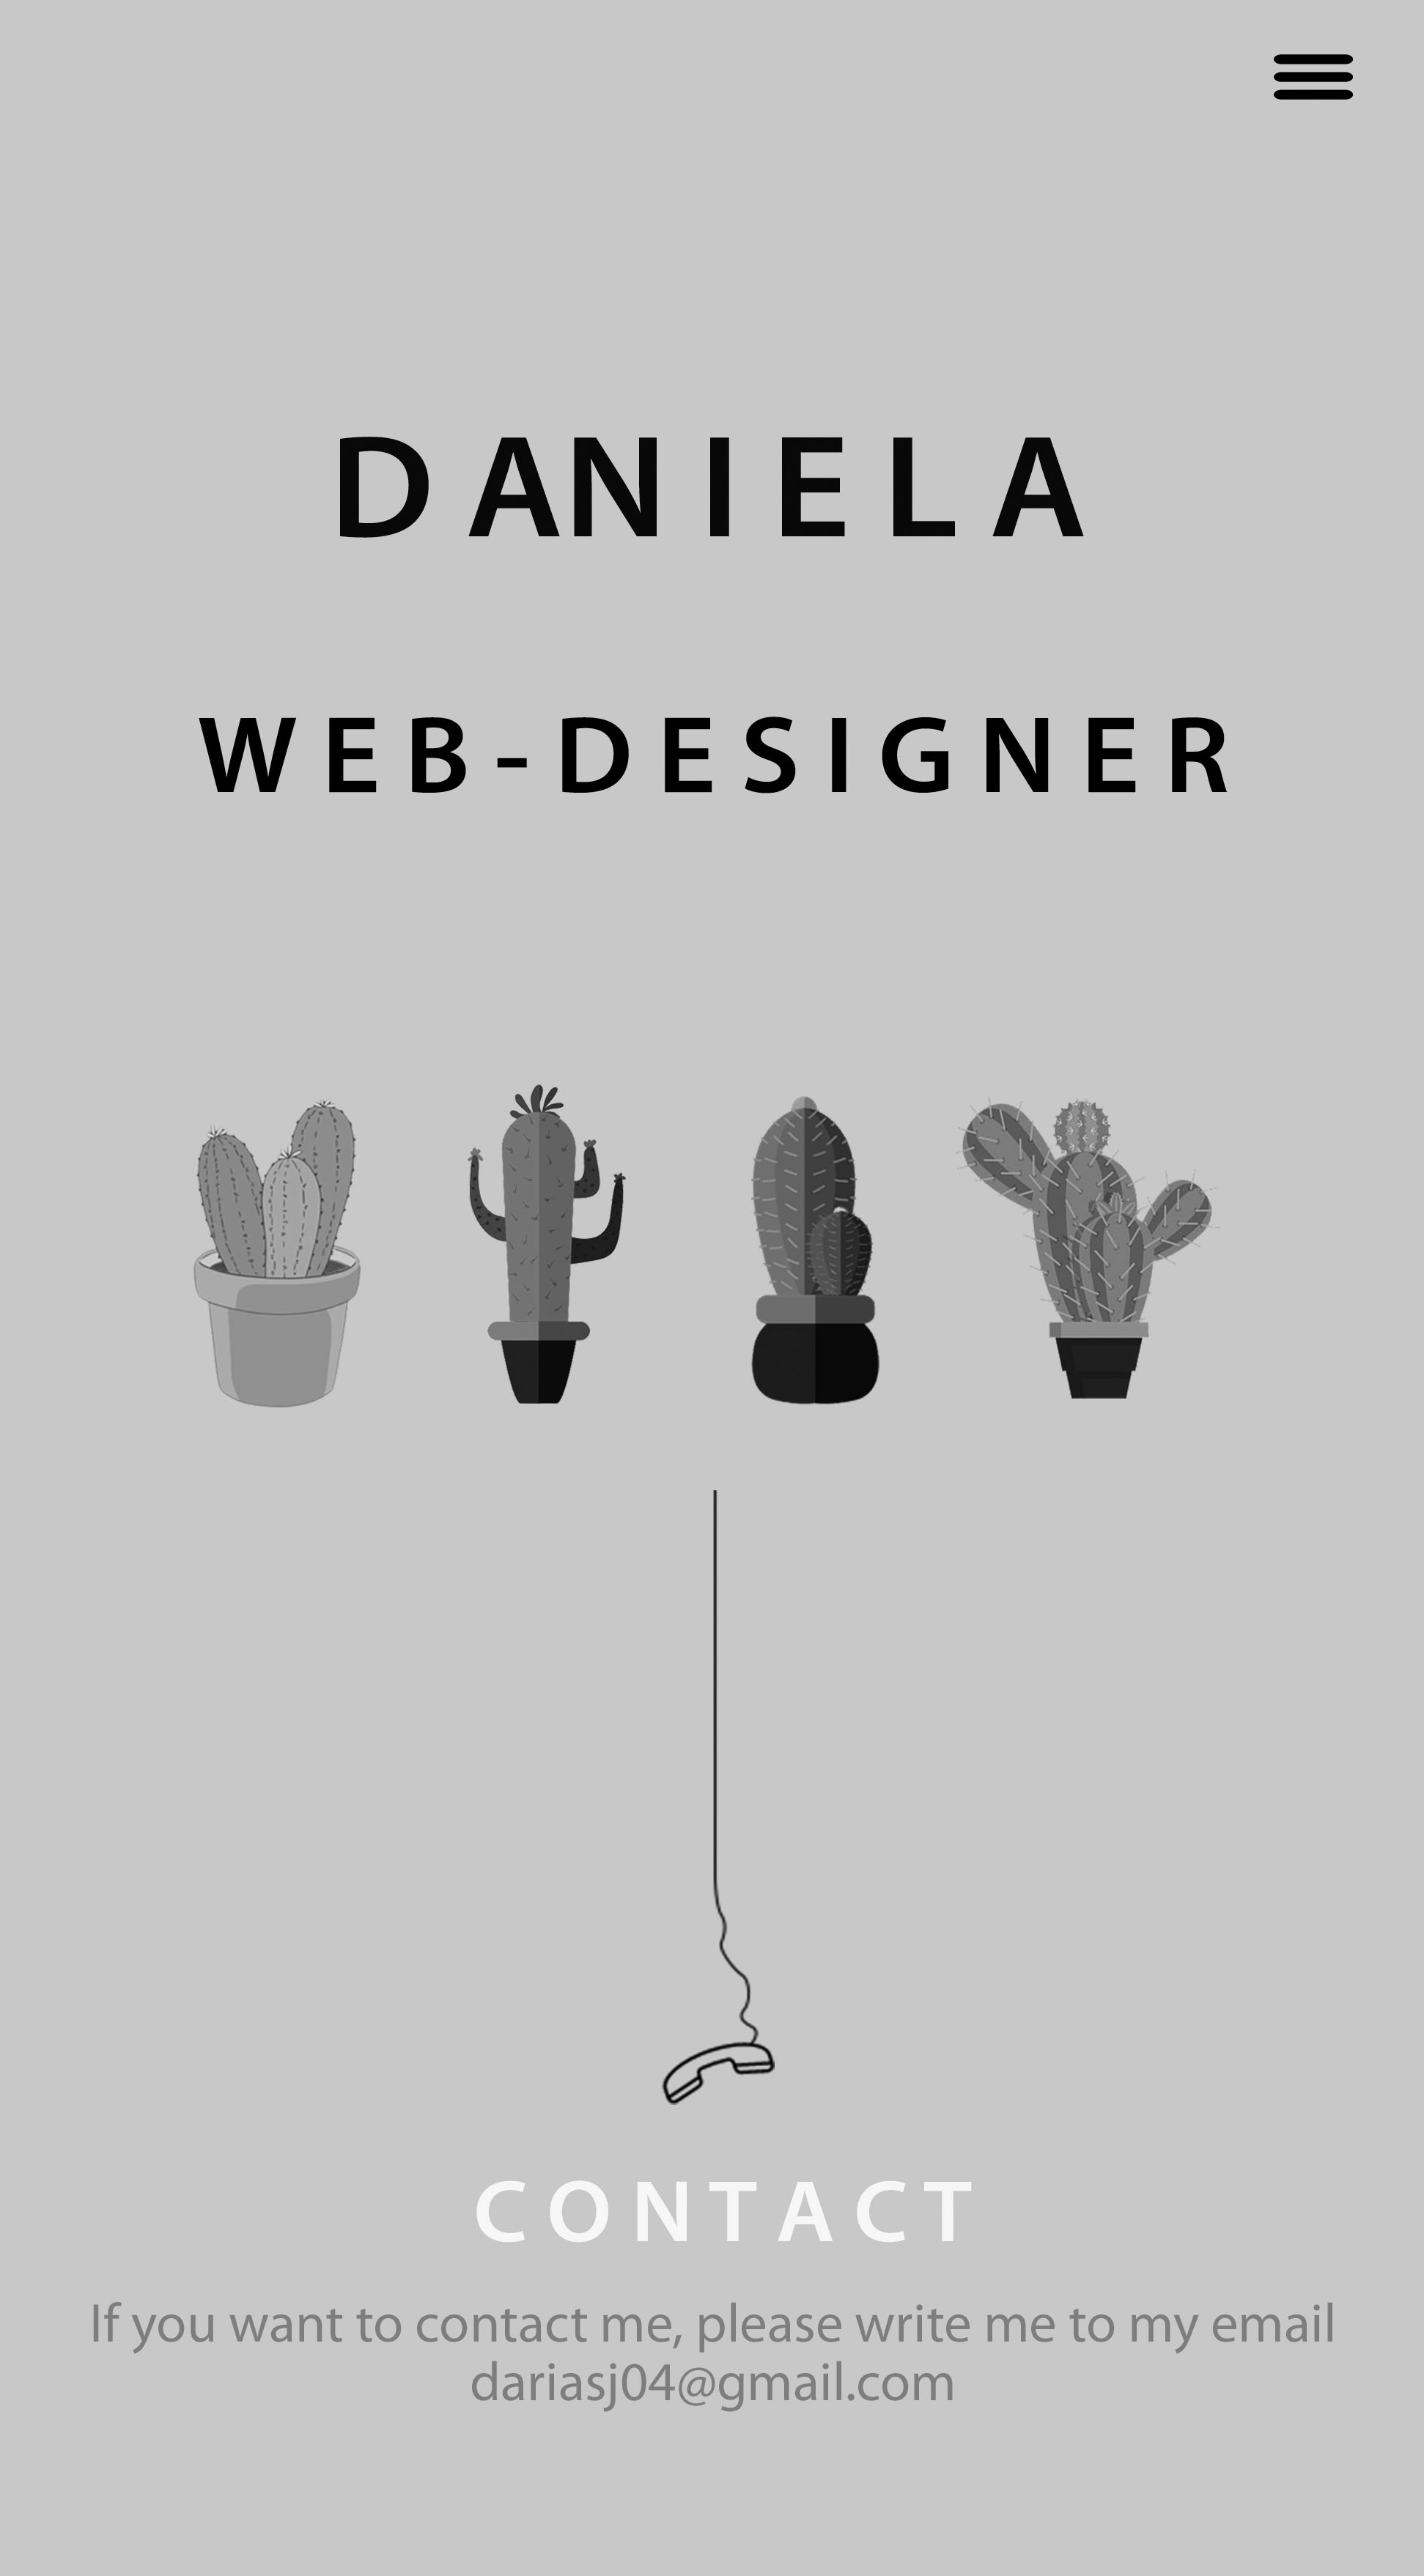 DANIELA
WEB-DESIGNER
CONTACT
If you want to contact me, please write me to my email
dariasj04@gmail.com